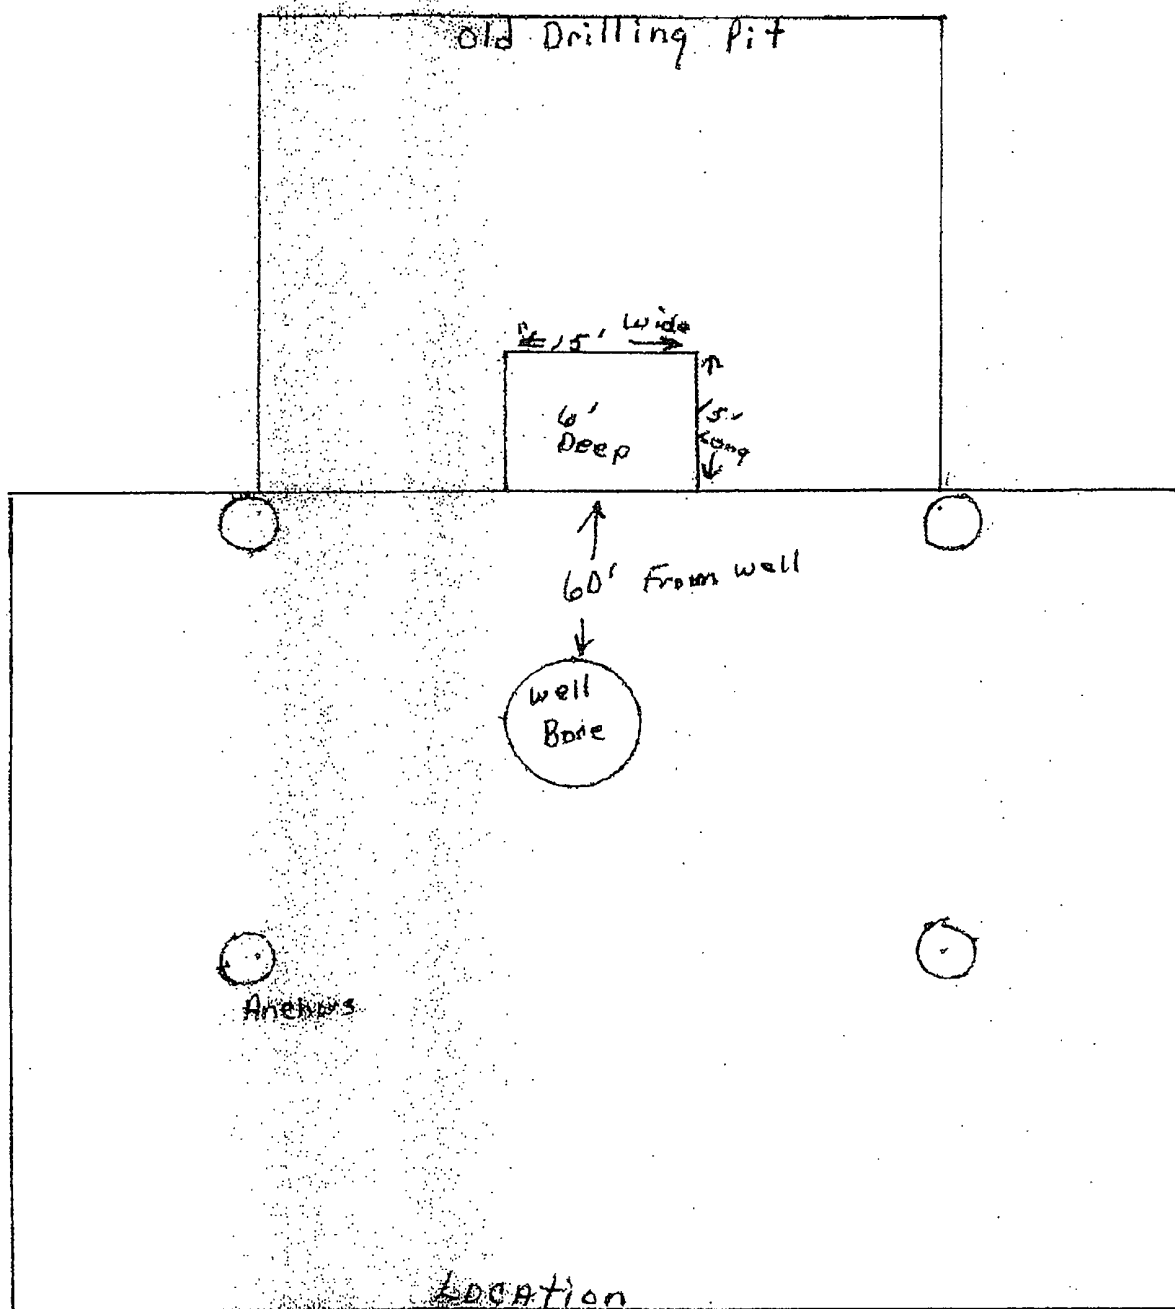 old Drilling Pit
15' Wide
15'
Long
6'
Deep
60' From well
well
Bore
Anchors
LOCATION